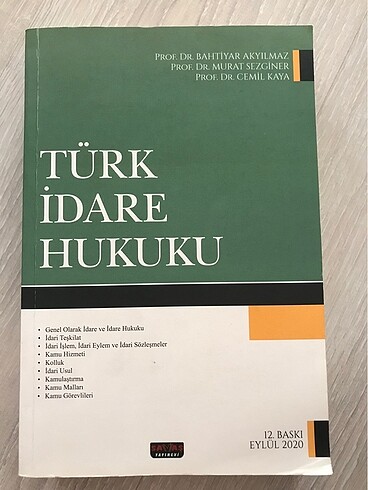 PROF. DR. BAHTİYAR AKYILMAZ
PROF. DR. MURAT SEZGİNER
PROF. DR. CEMİL KAYA
TÜRK
İDARE
HUKUKU
• Genel Olarak İdare ve İdare Hukuku
• İdari Teşkilat
• İdari İşlem, İdari Eylem ve İdari Sözleşmeler
• Kamu Hizmeti
• Kolluk
• İdari Usul
• Kamulaştırma
• Kamu Malları
• Kamu Görevlileri
SAVAŞ
YAYINEVİ
12. BASKI
EYLÜL 2020